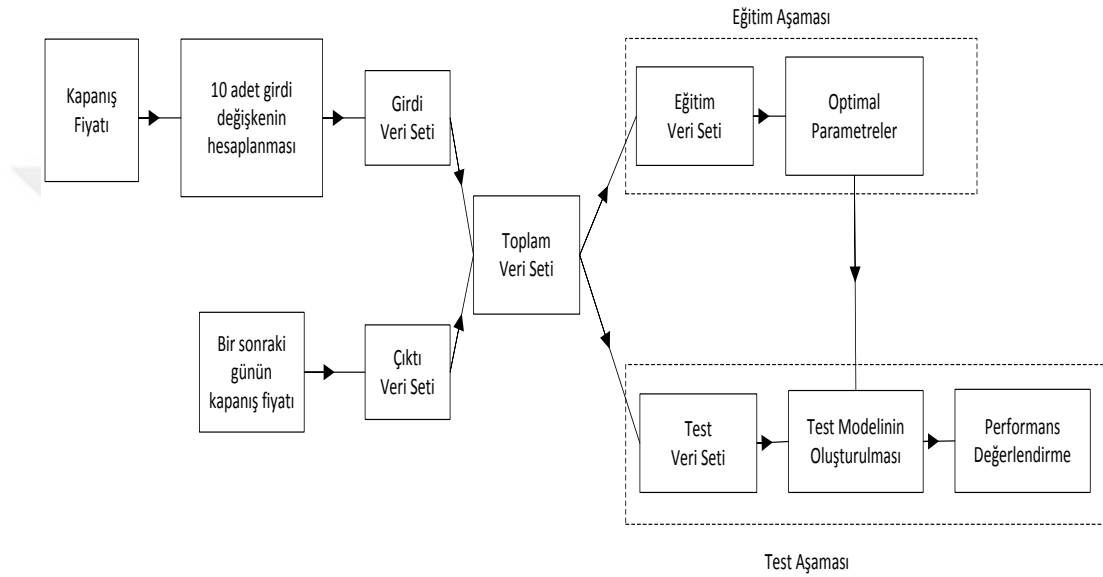 Eğitim Aşaması
Kapanış
Fiyatı
10 adet girdi
değişkenin
hesaplanması
Girdi
Veri Seti
Eğitim
Veri Seti
Optimal
Parametreler
Toplam
Veri Seti
Bir sonraki
günün
kapanış fiyatı
Çıktı
Veri Seti
Test
Veri Seti
Test Modelinin
Oluşturulması
Performans
Değerlendirme
Test Aşaması